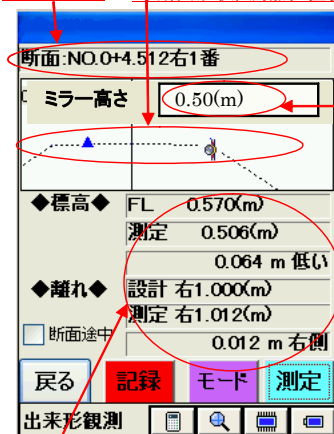 断面:NO.0+4.512右1番
ミラー高さ 0.50(m)
◆標高◆ FL 0.570(m)
測定 0.506(m)
0.064 m 低い
◆離れ◆ 設計 右1.000(m)
測定 右1.012(m)
断面途中 0.012 m 右側
戻る 記録 モード 測定
出来形観測